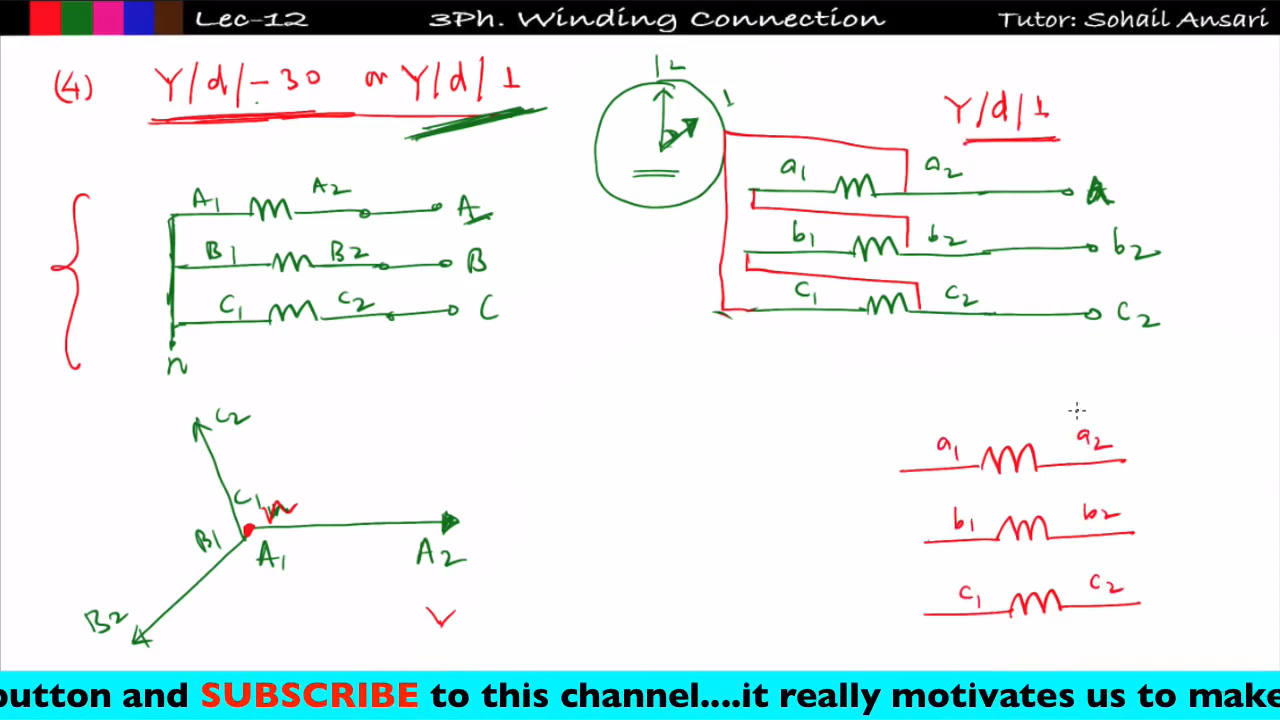 Lec-12 3Ph. Winding Connection Tutor: Sohail Ansari
(4) Y/d/-30 or Y/d/1
12
1
Y/d/1
A1 A2 A
B1 B2 B
C1 C2 C
n
a1 a2
b1 b2 b2
c1 c2 c2
C2
C1
B1 A1 A2
B2
a1 a2
b1 b2
c1 c2
button and SUBSCRIBE to this channel....it really motivates us to make